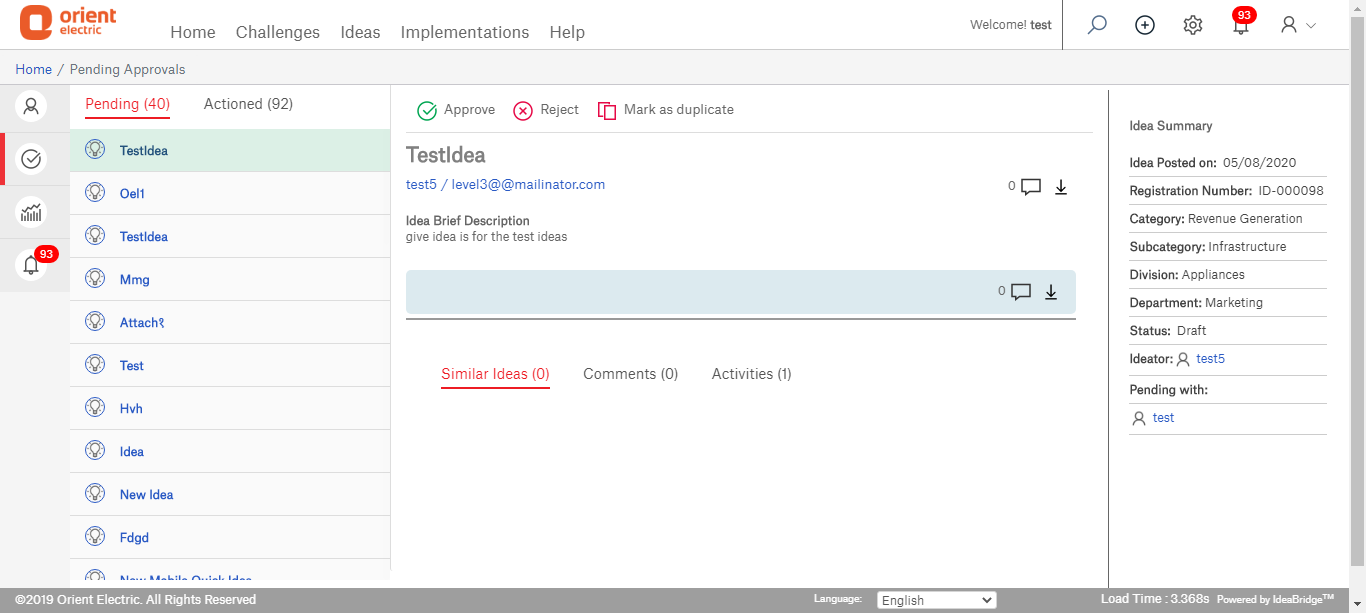 orient
electric
Home Challenges Ideas Implementations Help
Welcome! test
93
Home / Pending Approvals
Pending (40) Actioned (92)
93
TestIdea
Oel1
TestIdea
Mmg
Attach१
Test
Hvh
Idea
New Idea
Fdgd
New Mobile Quick Idea
Approve Reject Mark as duplicate
TestIdea
test5 / level3@@mailinator.com
0
Idea Brief Description
give idea is for the test ideas
0
Similar Ideas (0) Comments (0) Activities (1)
Idea Summary
Idea Posted on: 05/08/2020
Registration Number: ID-000098
Category: Revenue Generation
Subcategory: Infrastructure
Division: Appliances
Department: Marketing
Status: Draft
Ideator: test5
Pending with:
test
©2019 Orient Electric. All Rights Reserved
Language: English
Load Time : 3.368s Powered by IdeaBridge™